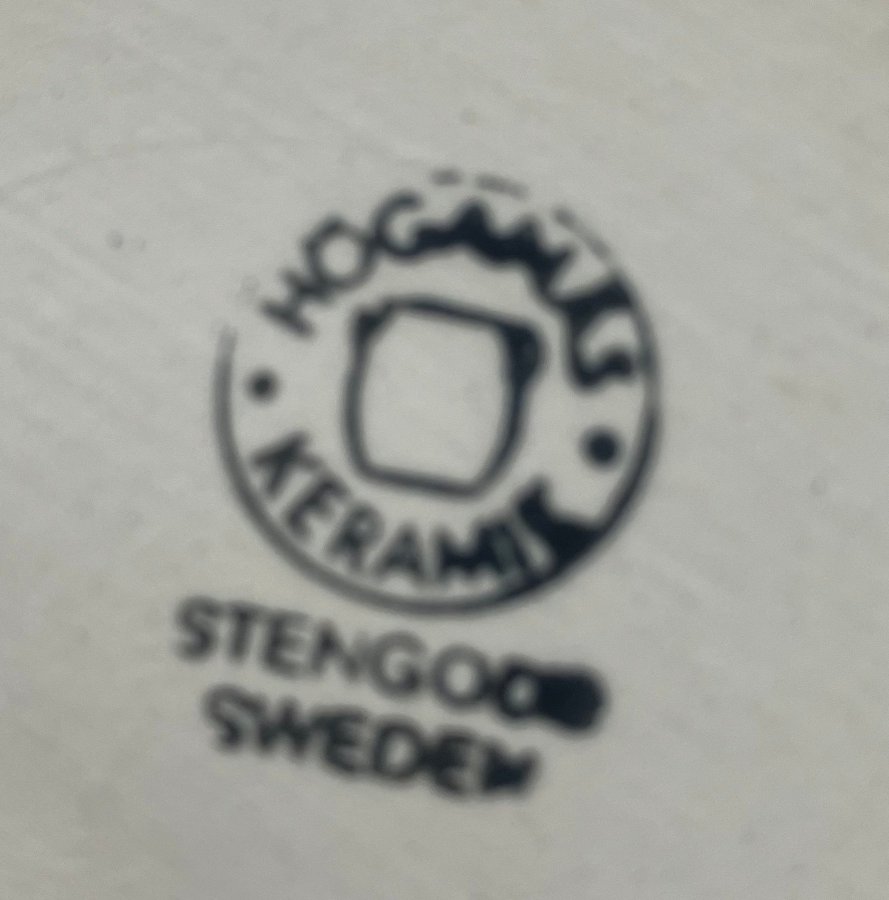 HÖGANÄS
KERAMIK
STENGODS
SWEDEN